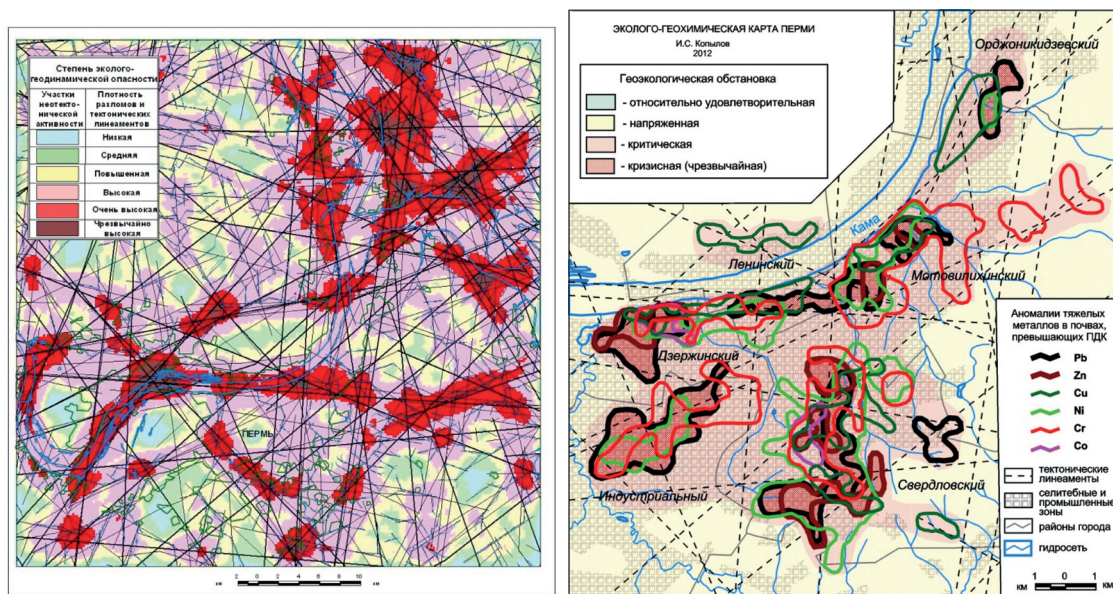 Степень эколого-
геодинамической опасности
Участки
неотекто-
нической
активности
Плотность
разломов и
тектонических
линеаментов
Низкая
Средняя
Повышенная
Высокая
Очень высокая
Чрезвычайно
высокая
ПЕРМЬ
км 2 0 2 4 6 8 10 км
ЭКОЛОГО-ГЕОХИМИЧЕСКАЯ КАРТА ПЕРМИ
И.С. Копылов
2012
Геоэкологическая обстановка
- относительно удовлетворительная
- напряженная
- критическая
- кризисная (чрезвычайная)
Орджоникидзевский
Кама
Ленинский
Мотовилихинский
Дзержинский
Индустриальный
Свердловский
Аномалии тяжелых
металлов в почвах,
превышающих ПДК
Pb
Zn
Cu
Ni
Cr
Co
тектонические
линеаменты
селитебные и
промышленные
зоны
районы города
гидросеть
км 1 0 1 км